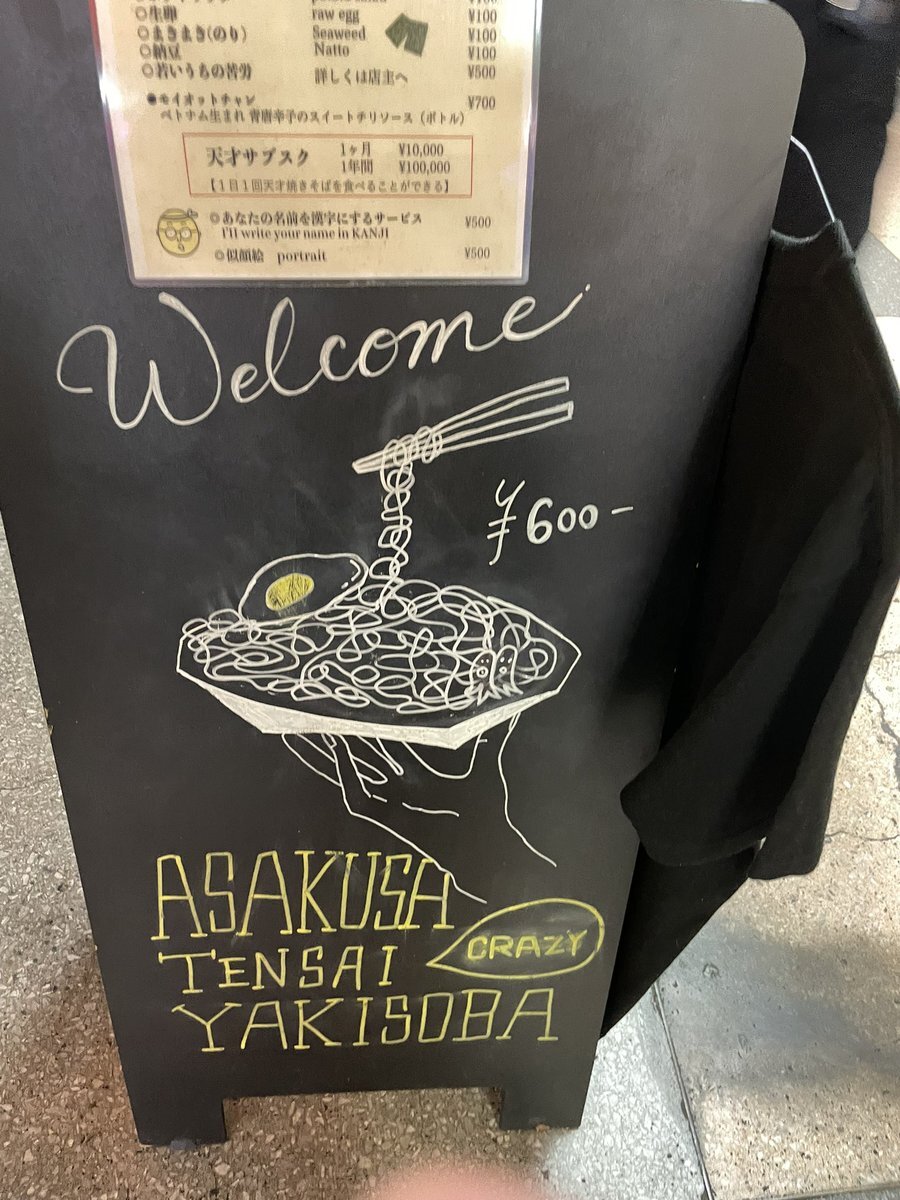 ◎生卵 raw egg ¥100
◎まきまき(のり) Seaweed ¥100
◎納豆 Natto ¥100
◎若いうちの苦労 詳しくは店主へ ¥500
●モイオットチャン ¥700
ベトナム生まれ 青唐辛子のスイートチリソース（ボトル）
天才サブスク 1ヶ月 ¥10,000
1年間 ¥100,000
【1日1回天才焼きそばを食べることができる】
◎あなたの名前を漢字にするサービス ¥500
I'll write your name in KANJI
◎似顔絵 portrait ¥500
Welcome
¥600-
ASAKUSA
TENSAI CRAZY
YAKISOBA